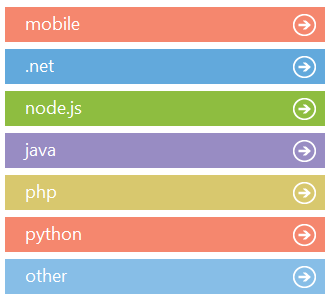 mobile
.net
node.js
java
php
python
other